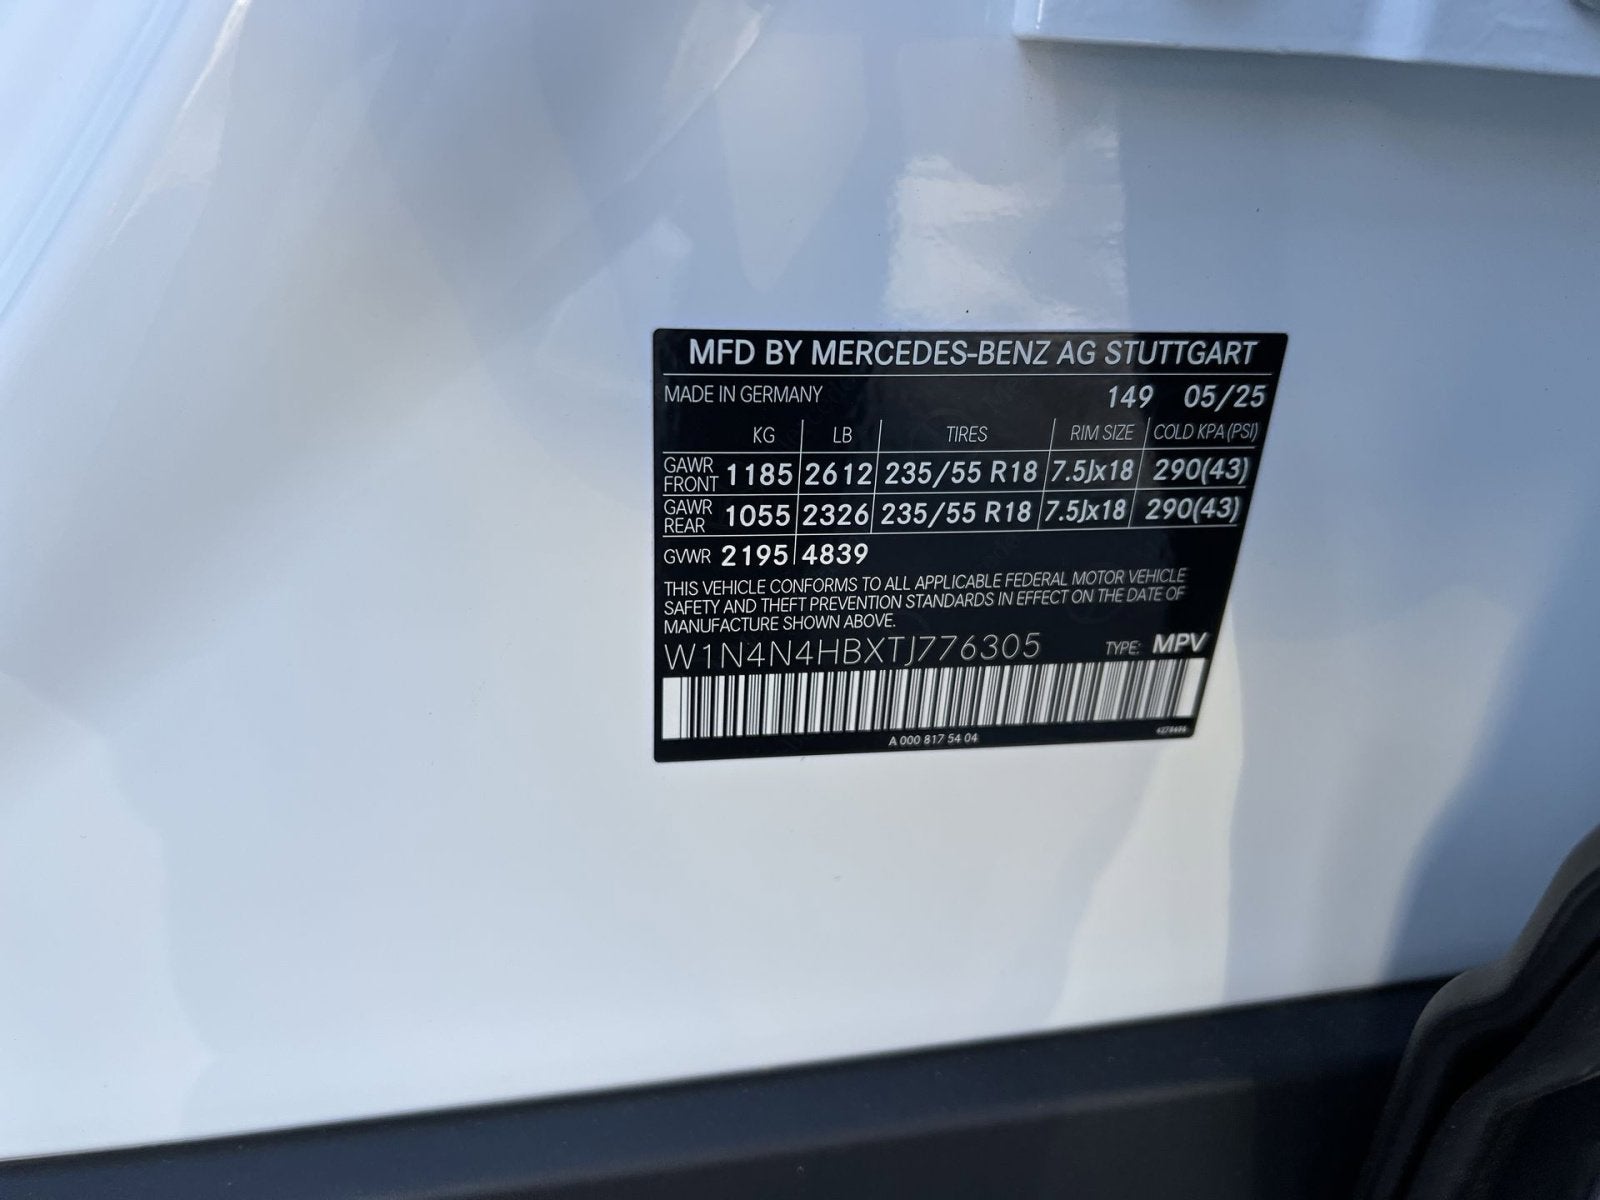 MFD BY MERCEDES-BENZ AG STUTTGART
MADE IN GERMANY 149 05/25
KG LB TIRES RIM SIZE COLD KPA(PSI)
GAWR FRONT 1185 2612 235/55 R18 7.5Jx18 290(43)
GAWR REAR 1055 2326 235/55 R18 7.5Jx18 290(43)
GVWR 2195 4839
THIS VEHICLE CONFORMS TO ALL APPLICABLE FEDERAL MOTOR VEHICLE
SAFETY AND THEFT PREVENTION STANDARDS IN EFFECT ON THE DATE OF
MANUFACTURE SHOWN ABOVE.
W1N4N4HBXTJ776305 TYPE: MPV
A 000 817 54 04